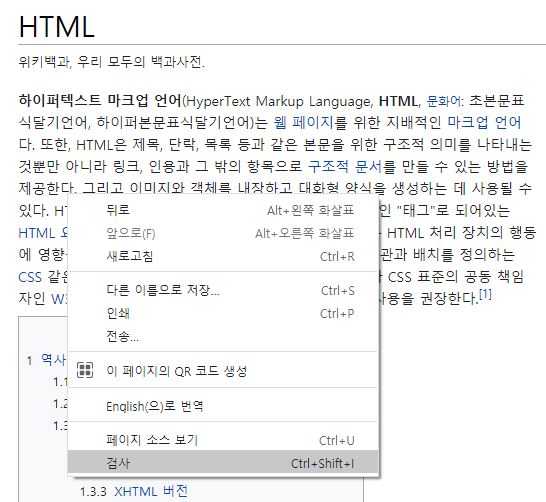 HTML
위키백과, 우리 모두의 백과사전.
하이퍼텍스트 마크업 언어(HyperText Markup Language, HTML, 문화어: 초본문표
식달기언어, 하이퍼본문표식달기언어)는 웹 페이지를 위한 지배적인 마크업 언어
다. 또한, HTML은 제목, 단락, 목록 등과 같은 본문을 위한 구조적 의미를 나타내는
것뿐만 아니라 링크, 인용과 그 밖의 항목으로 구조적 문서를 만들 수 있는 방법을
제공한다. 그리고 이미지와 객체를 내장하고 대화형 양식을 생성하는 데 사용될 수
있다. HT 인 "태그"로 되어있는
HTML 요 HTML 처리 장치의 행동
에 영향 관과 배치를 정의하는
CSS 같은 CSS 표준의 공동 책임
자인 W3 사용을 권장한다.[1]
뒤로 Alt+왼쪽 화살표
앞으로(F) Alt+오른쪽 화살표
새로고침 Ctrl+R
다른 이름으로 저장... Ctrl+S
인쇄 Ctrl+P
전송...
이 페이지의 QR 코드 생성
English(으)로 번역
페이지 소스 보기 Ctrl+U
검사 Ctrl+Shift+I
1 역사
1.1
1.2
1.3
1.3.3 XHTML 버전